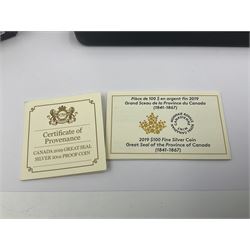 Certificate of
Provenance
CANADA 2019 GREAT SEAL
SILVER 10oz PROOF COIN
Pièce de 100 $ en argent fin 2019
Grand Sceau de la Province du Canada
(1841-1867)
2019 $100 Fine Silver Coin
Great Seal of the Province of Canada
(1841-1867)